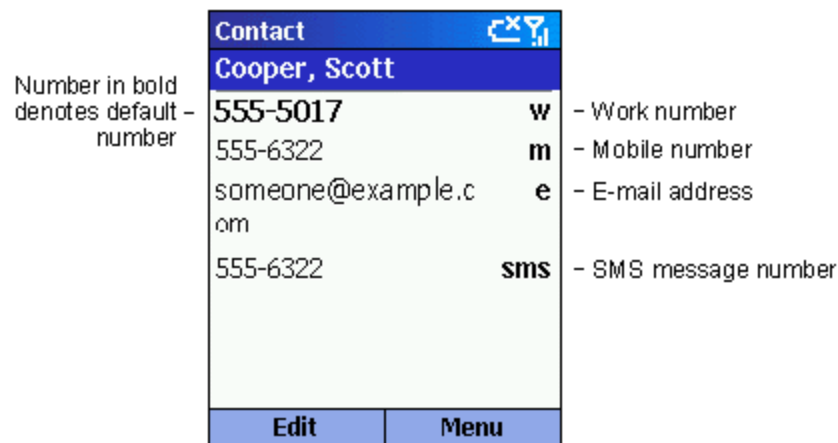 Contact
Cooper, Scott
Number in bold
denotes default –
number
555-5017 w – Work number
555-6322 m – Mobile number
someone@example.c e – E-mail address
om
555-6322 sms – SMS message number
Edit Menu